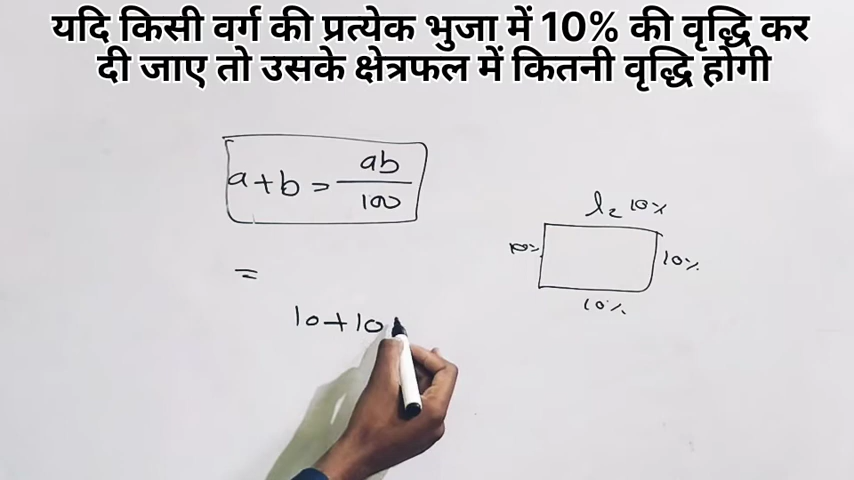 यदि किसी वर्ग की प्रत्येक भुजा में 10% की वृद्धि कर
दी जाए तो उसके क्षेत्रफल में कितनी वृद्धि होगी
a+b = ab/100
l = 10%
10% 10%
10%
=
10+10